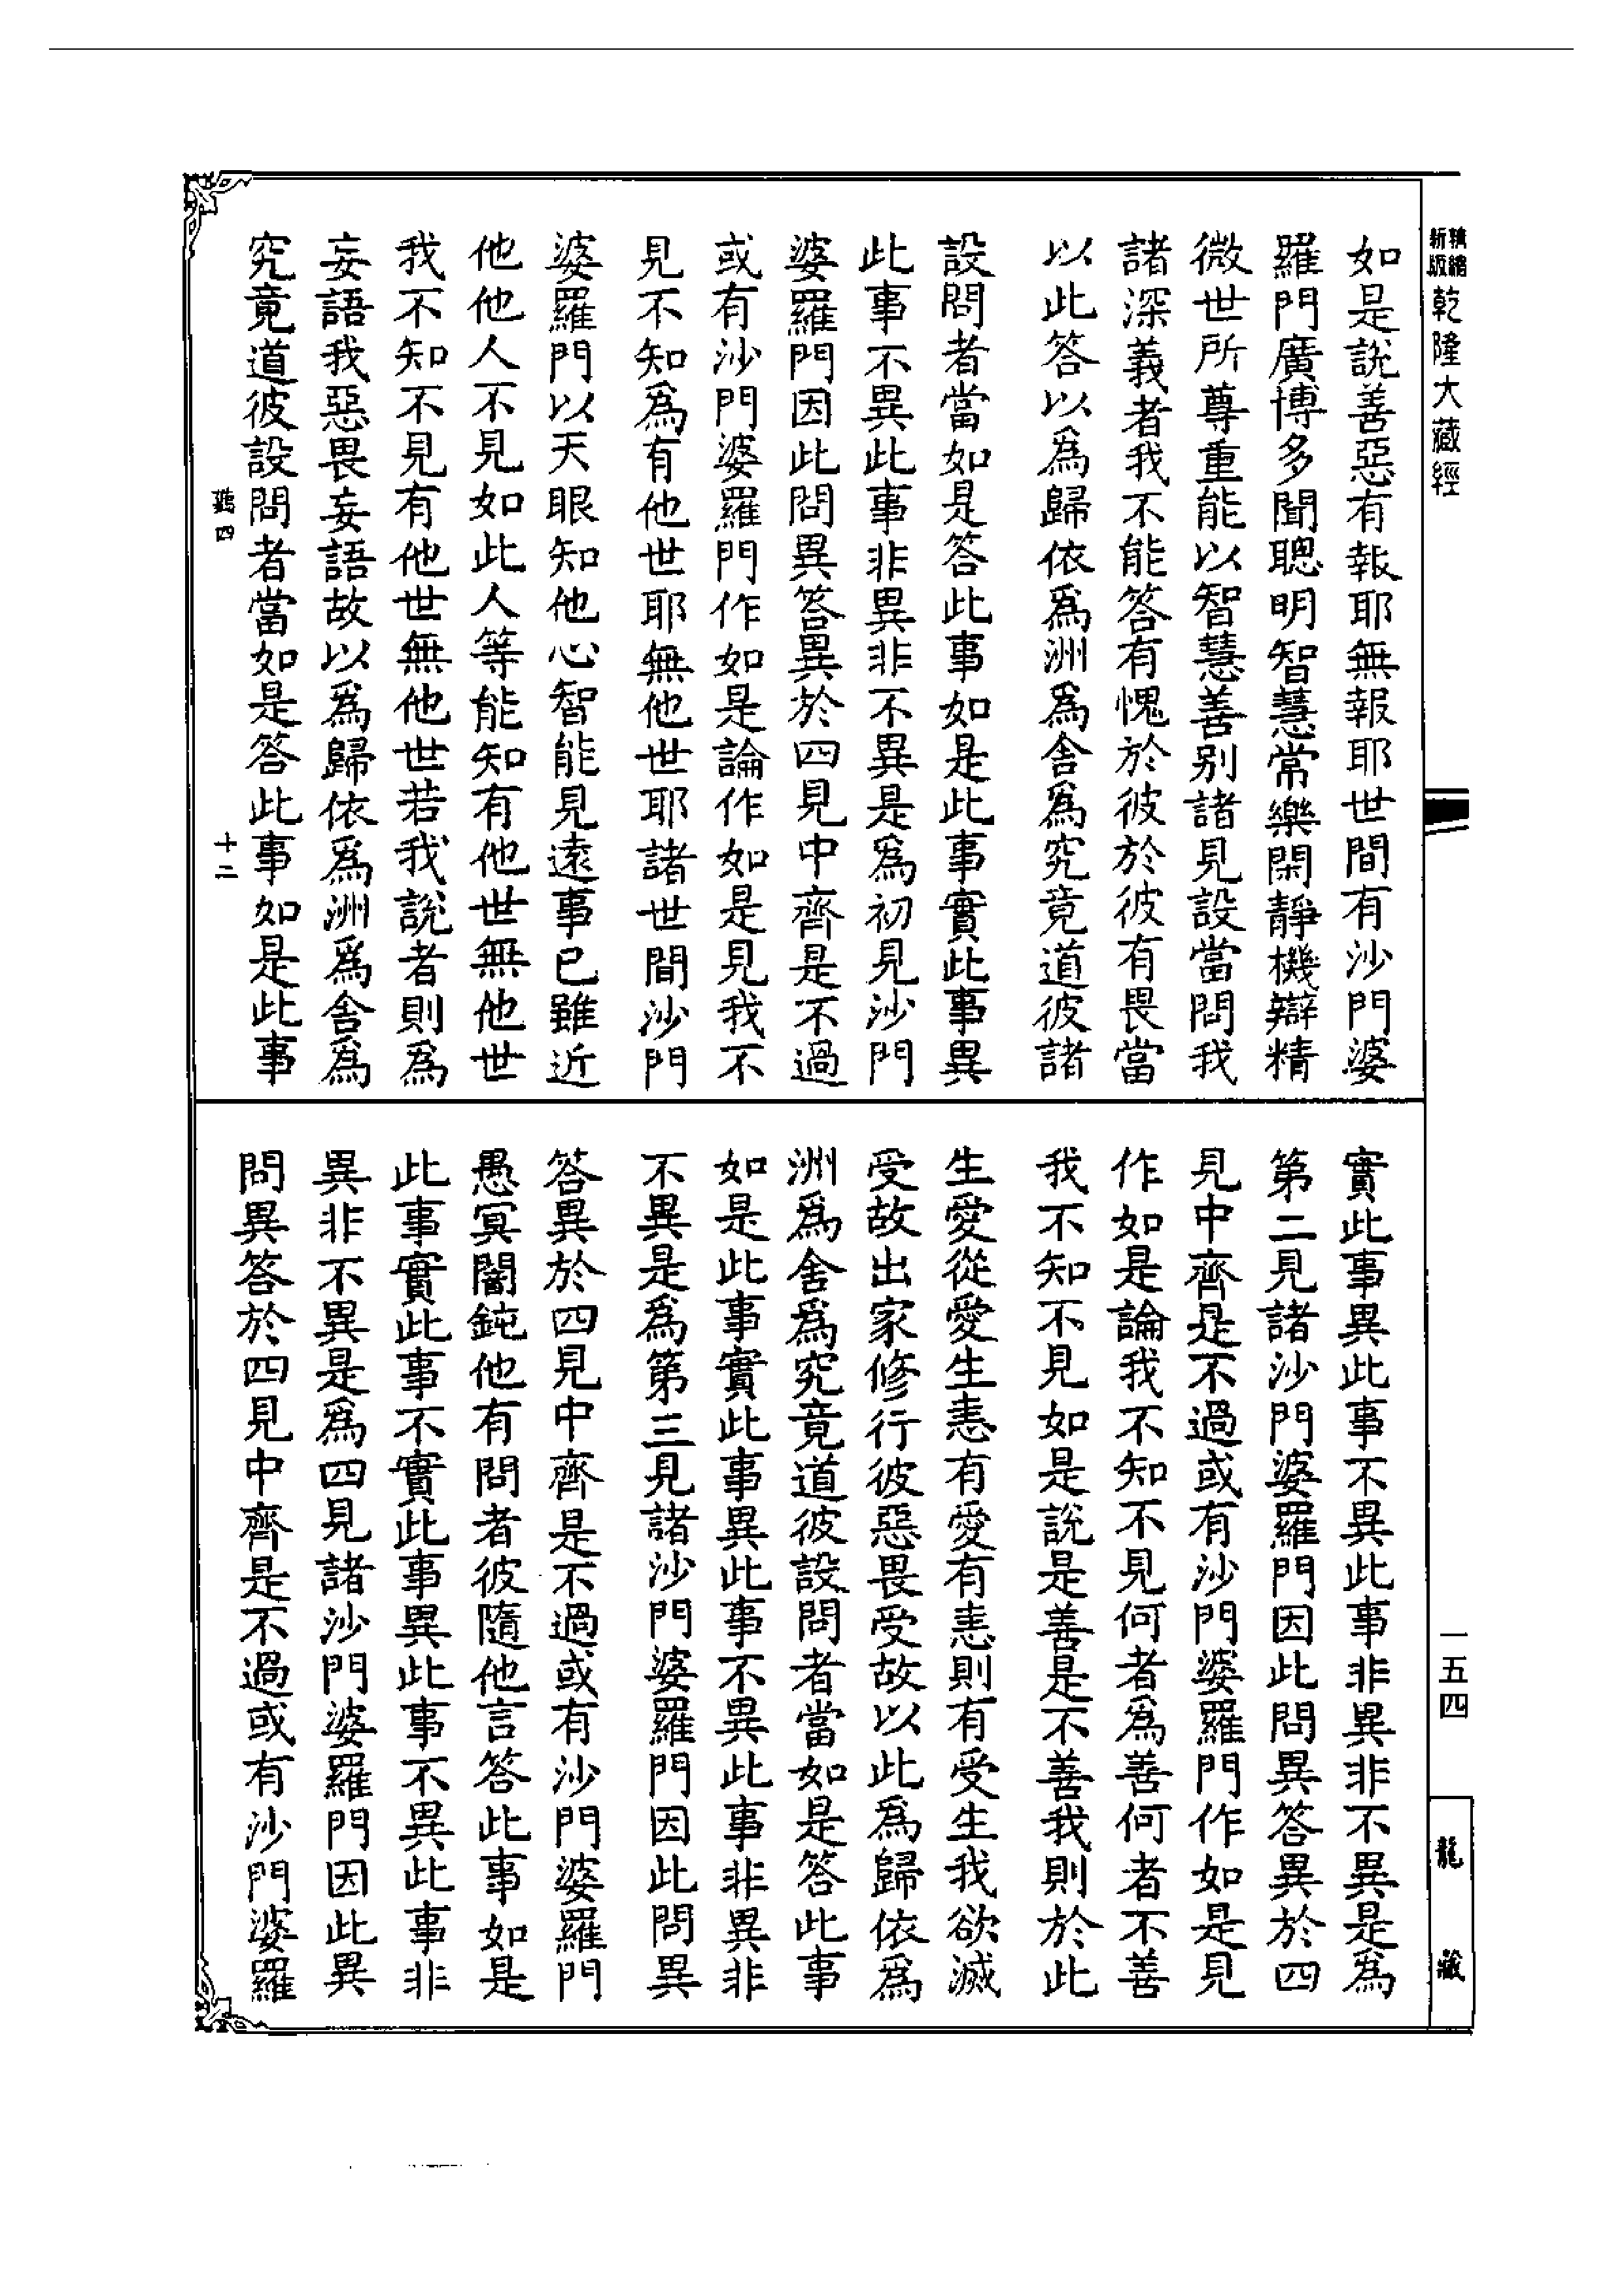 精縮新版乾隆大藏經
如是說善惡有報耶無報耶世間有沙門婆
羅門廣博多聞聰明智慧常樂閑靜機辯精
微世所尊重能以智慧善別諸見設當問我
諸深義者我不能答有愧於彼於彼有畏當
以此答以爲歸依爲洲爲舍爲究竟道彼諸
設問者當如是答此事如是此事實此事異
此事不異此事非異非不異是爲初見沙門
婆羅門因此問異答異於四見中齊是不過
或有沙門婆羅門作如是論作如是見我不
見不知爲有他世耶無他世耶諸世間沙門
婆羅門以天眼知他心智能見遠事已雖近
他他人不見如此人等能知有他世無他世
我不知不見有他世無他世若我說者則爲
妄語我惡畏妄語故以爲歸依爲洲爲舍爲
究竟道彼設問者當如是答此事如是此事
四 十二
實此事異此事不異此事非異非不異是爲
第二見諸沙門婆羅門因此問異答異於四
見中齊是不過或有沙門婆羅門作如是見
作如是論我不知不見何者爲善何者不善
我不知不見如是說是善是不善我則於此
生愛從愛生恚有愛有恚則有受生我欲滅
受故出家修行彼惡畏受故以此爲歸依爲
洲爲舍爲究竟道彼設問者當如是答此事
如是此事實此事異此事不異此事非異非
不異是爲第三見諸沙門婆羅門因此問異
答異於四見中齊是不過或有沙門婆羅門
愚冥闇鈍他有問者彼隨他言答此事如是
此事實此事不實此事異此事不異此事非
異非不異是爲四見諸沙門婆羅門因此異
問異答於四見中齊是不過或有沙門婆羅
一五四
龍藏